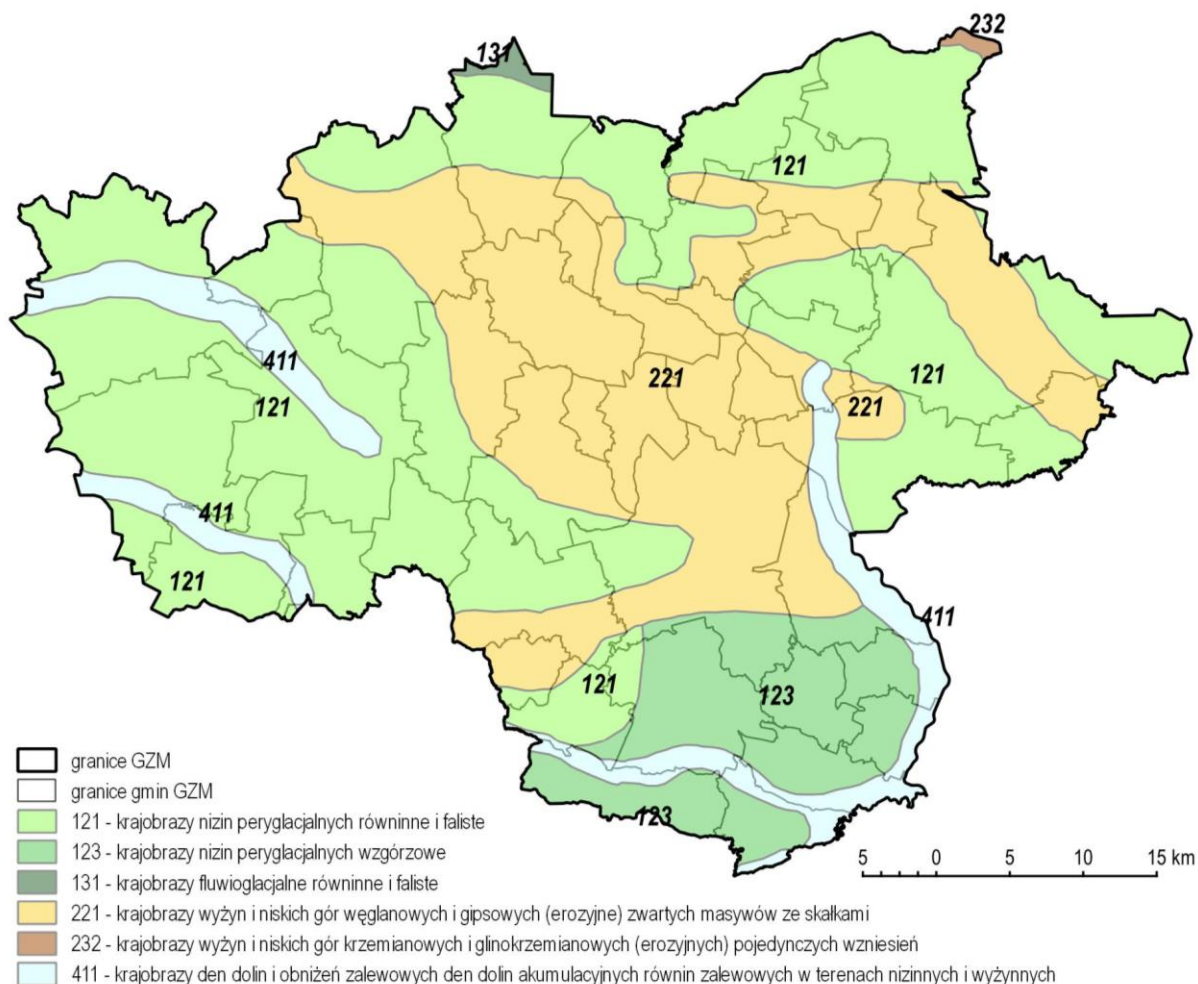 232
131
121
411
121
221
121
221
411
121
411
121
123
123
granice GZM
granice gmin GZM
121 - krajobrazy nizin peryglacjalnych równinne i faliste
123 - krajobrazy nizin peryglacjalnych wzgórzowe
131 - krajobrazy fluwioglacjalne równinne i faliste
221 - krajobrazy wyżyn i niskich gór węglanowych i gipsowych (erozyjne) zwartych masywów ze skałkami
232 - krajobrazy wyżyn i niskich gór krzemianowych i glinokrzemianowych (erozyjnych) pojedynczych wzniesień
411 - krajobrazy den dolin i obniżeń zalewowych den dolin akumulacyjnych równin zalewowych w terenach nizinnych i wyżynnych
5 0 5 10 15 km